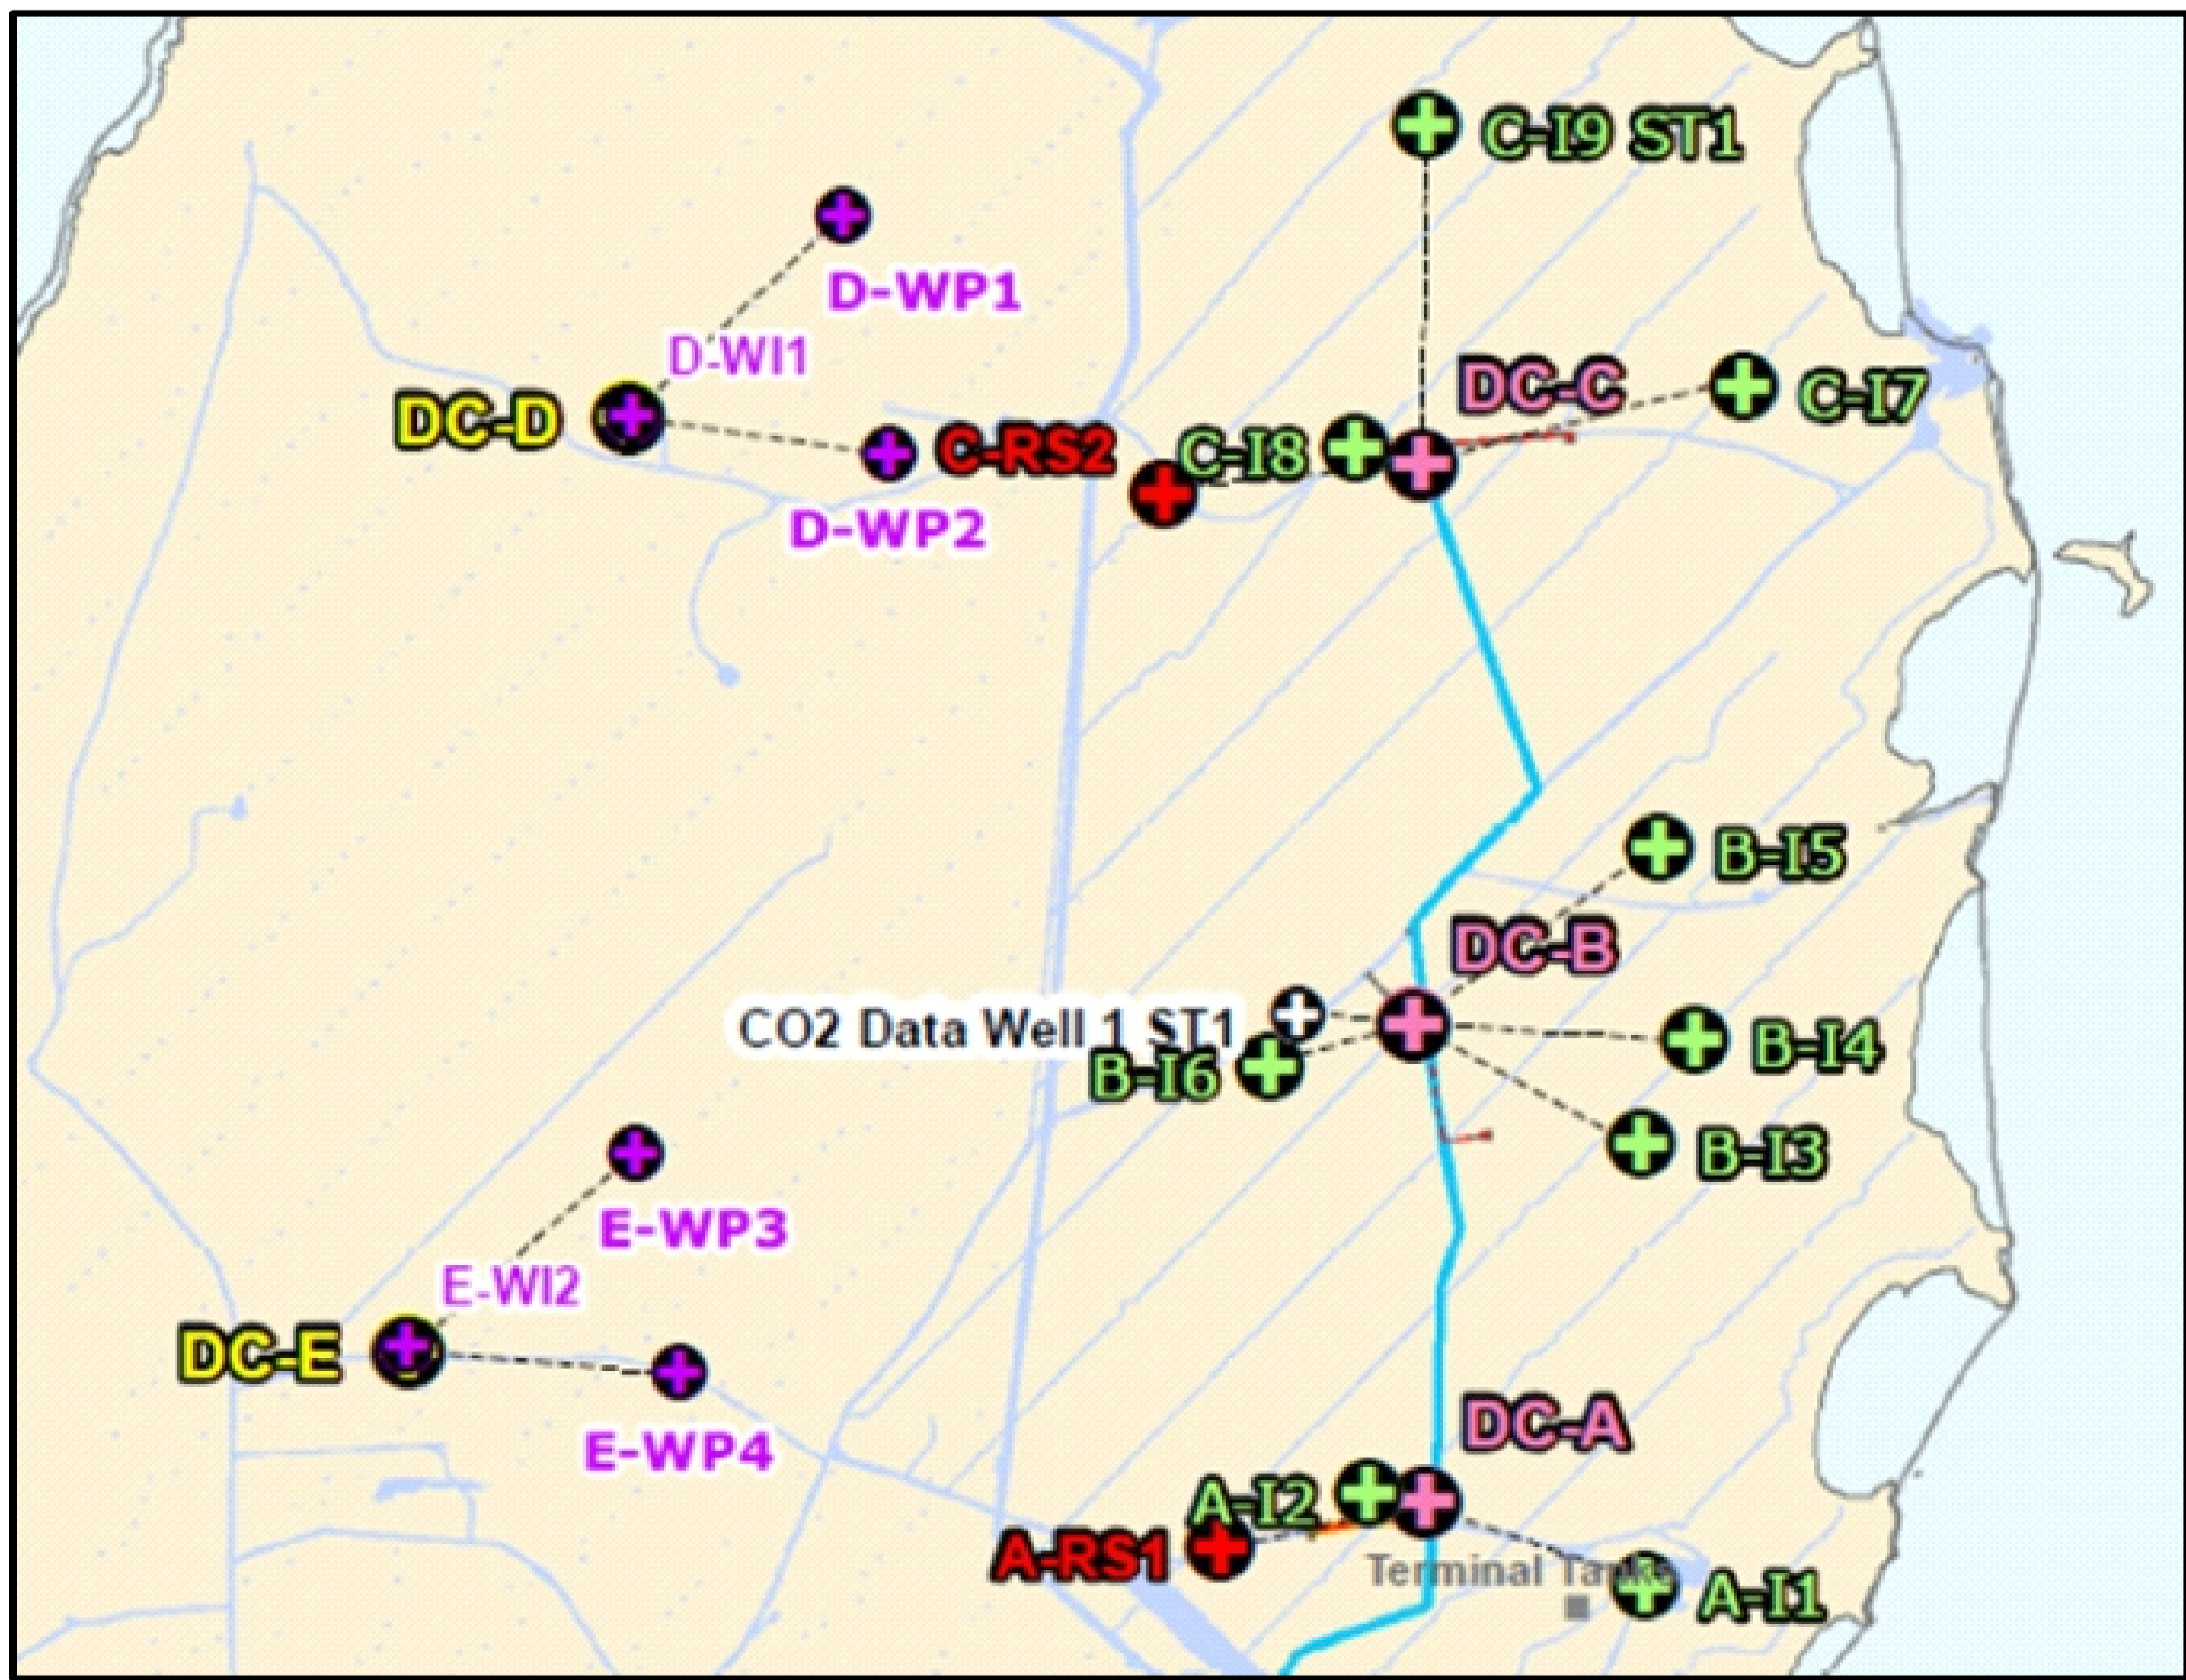 C-I9 ST1
D-WP1
D-WI1
DC-C
C-I7
DC-D
C-RS2
C-I8
D-WP2
B-I5
DC-B
CO2 Data Well 1 ST1
B-I4
B-I6
B-I3
E-WP3
E-WI2
DC-E
DC-A
E-WP4
A-I2
A-RS1
Terminal Tanks
A-I1